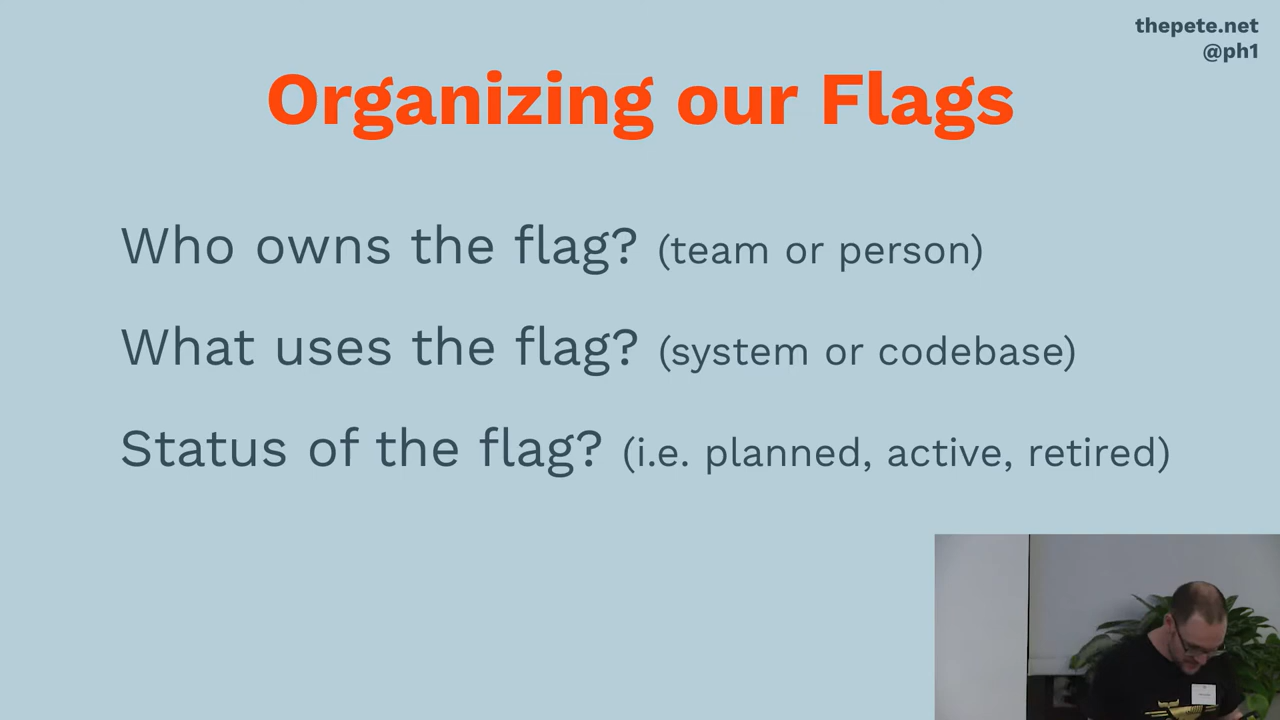 thepete.net
@ph1
Organizing our Flags
Who owns the flag? (team or person)
What uses the flag? (system or codebase)
Status of the flag? (i.e. planned, active, retired)